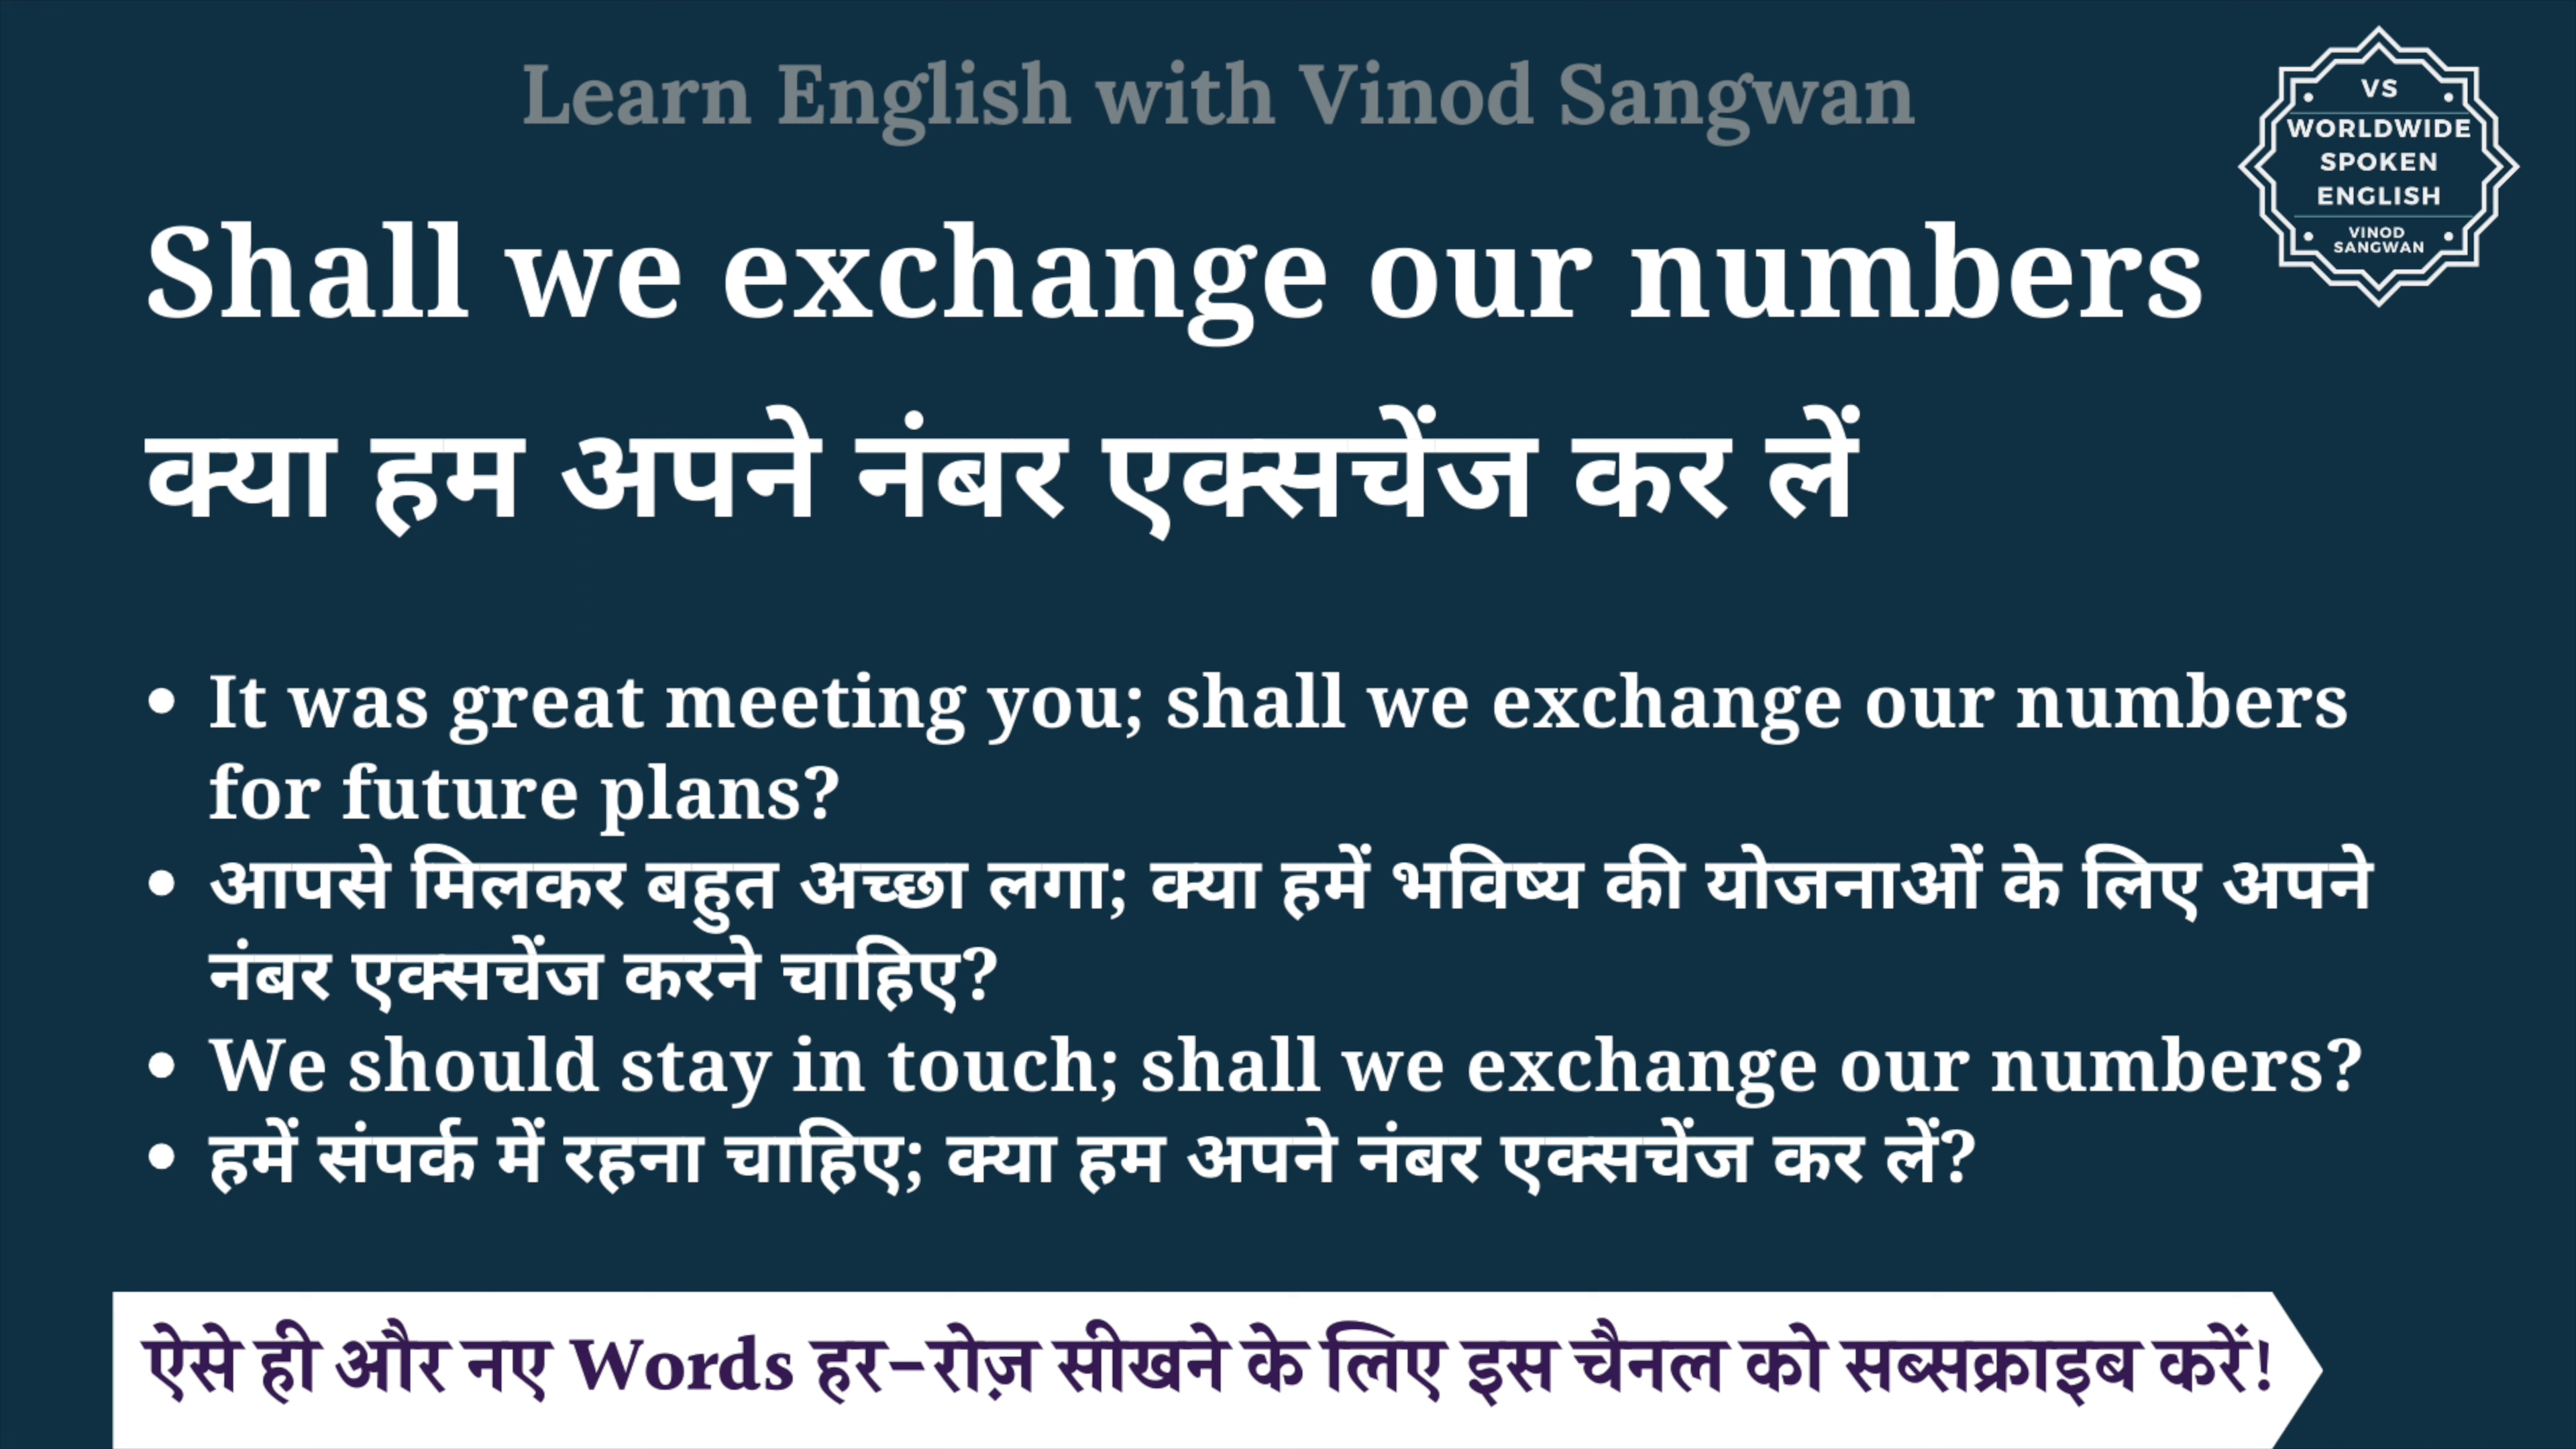 Learn English with Vinod Sangwan
VS
WORLDWIDE
SPOKEN
ENGLISH
VINOD
SANGWAN
Shall we exchange our numbers
क्या हम अपने नंबर एक्सचेंज कर लें
• It was great meeting you; shall we exchange our numbers
for future plans?
• आपसे मिलकर बहुत अच्छा लगा; क्या हमें भविष्य की योजनाओं के लिए अपने
नंबर एक्सचेंज करने चाहिए?
• We should stay in touch; shall we exchange our numbers?
• हमें संपर्क में रहना चाहिए; क्या हम अपने नंबर एक्सचेंज कर लें?
ऐसे ही और नए Words हर-रोज़ सीखने के लिए इस चैनल को सब्सक्राइब करें!